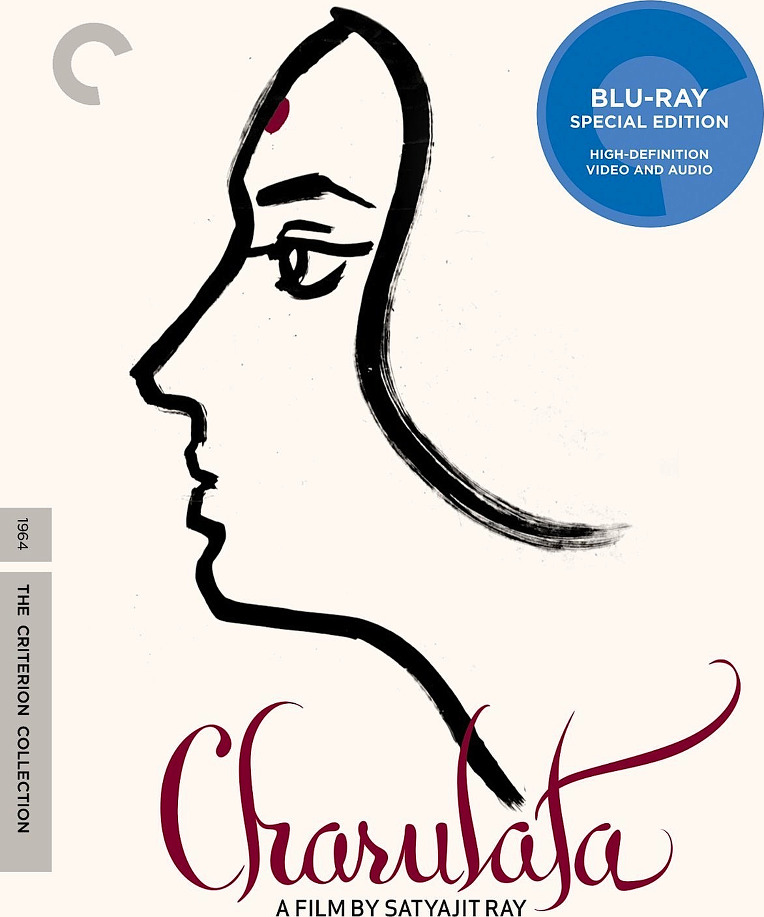 BLU-RAY
SPECIAL EDITION
HIGH-DEFINITION
VIDEO AND AUDIO
1964
THE CRITERION COLLECTION
Charulata
A FILM BY SATYAJIT RAY